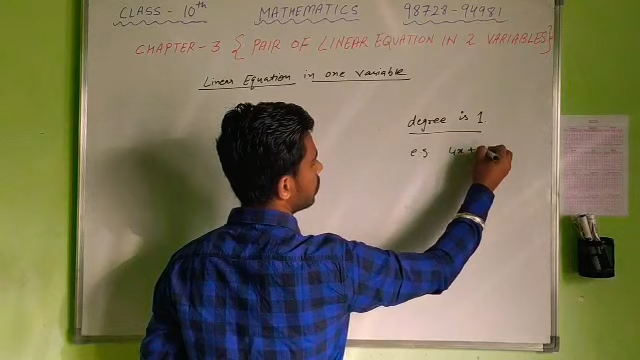 CLASS - 10th MATHEMATICS 98728-94981
CHAPTER-3 { PAIR OF LINEAR EQUATION IN 2 VARIABLES}
Linear Equation in one variable
degree is 1
eg 4x+